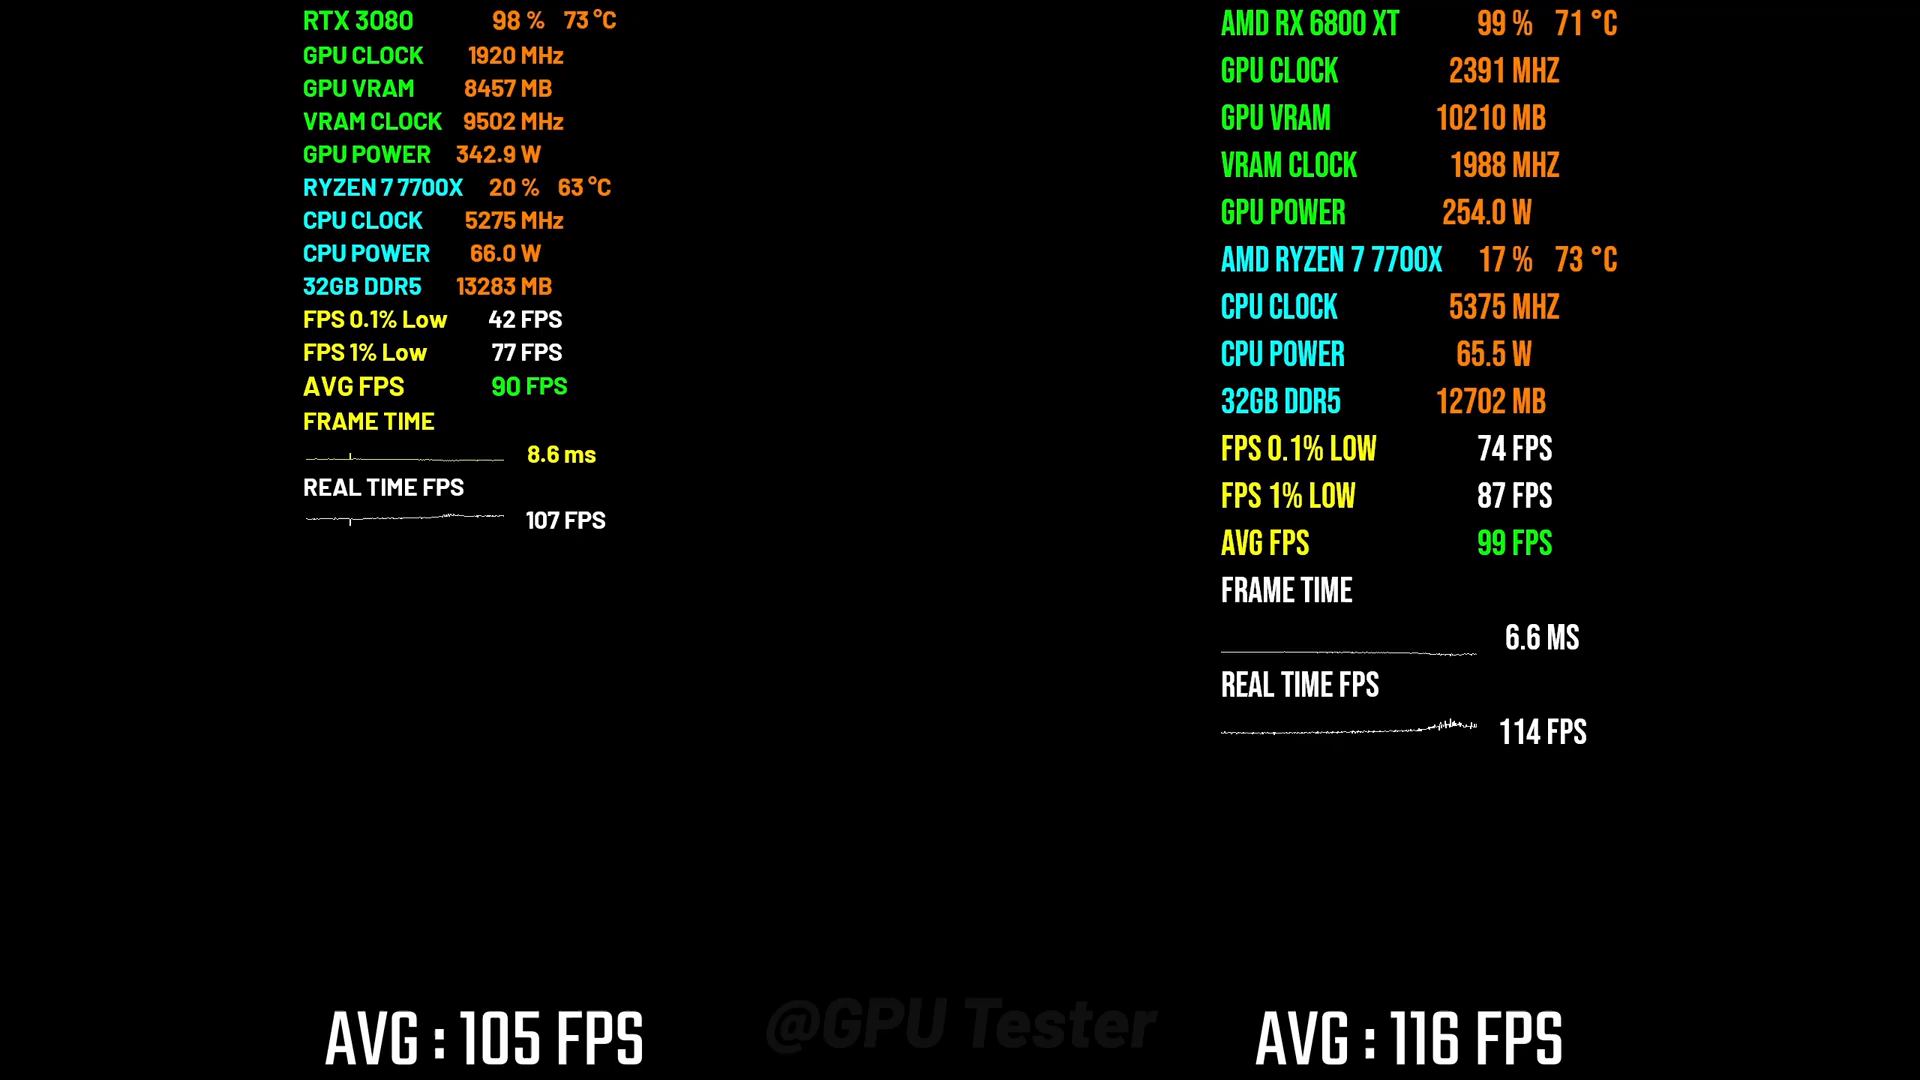 RTX 3080 98 % 73 °C
GPU CLOCK 1920 MHz
GPU VRAM 8457 MB
VRAM CLOCK 9502 MHz
GPU POWER 342.9 W
RYZEN 7 7700X 20 % 63 °C
CPU CLOCK 5275 MHz
CPU POWER 66.0 W
32GB DDR5 13283 MB
FPS 0.1% Low 42 FPS
FPS 1% Low 77 FPS
AVG FPS 90 FPS
FRAME TIME
8.6 ms
REAL TIME FPS
107 FPS
AVG : 105 FPS
AMD RX 6800 XT 99 % 71 °C
GPU CLOCK 2391 MHZ
GPU VRAM 10210 MB
VRAM CLOCK 1988 MHZ
GPU POWER 254.0 W
AMD RYZEN 7 7700X 17 % 73 °C
CPU CLOCK 5375 MHZ
CPU POWER 65.5 W
32GB DDR5 12702 MB
FPS 0.1% LOW 74 FPS
FPS 1% LOW 87 FPS
AVG FPS 99 FPS
FRAME TIME
6.6 MS
REAL TIME FPS
114 FPS
AVG : 116 FPS
@GPU Tester